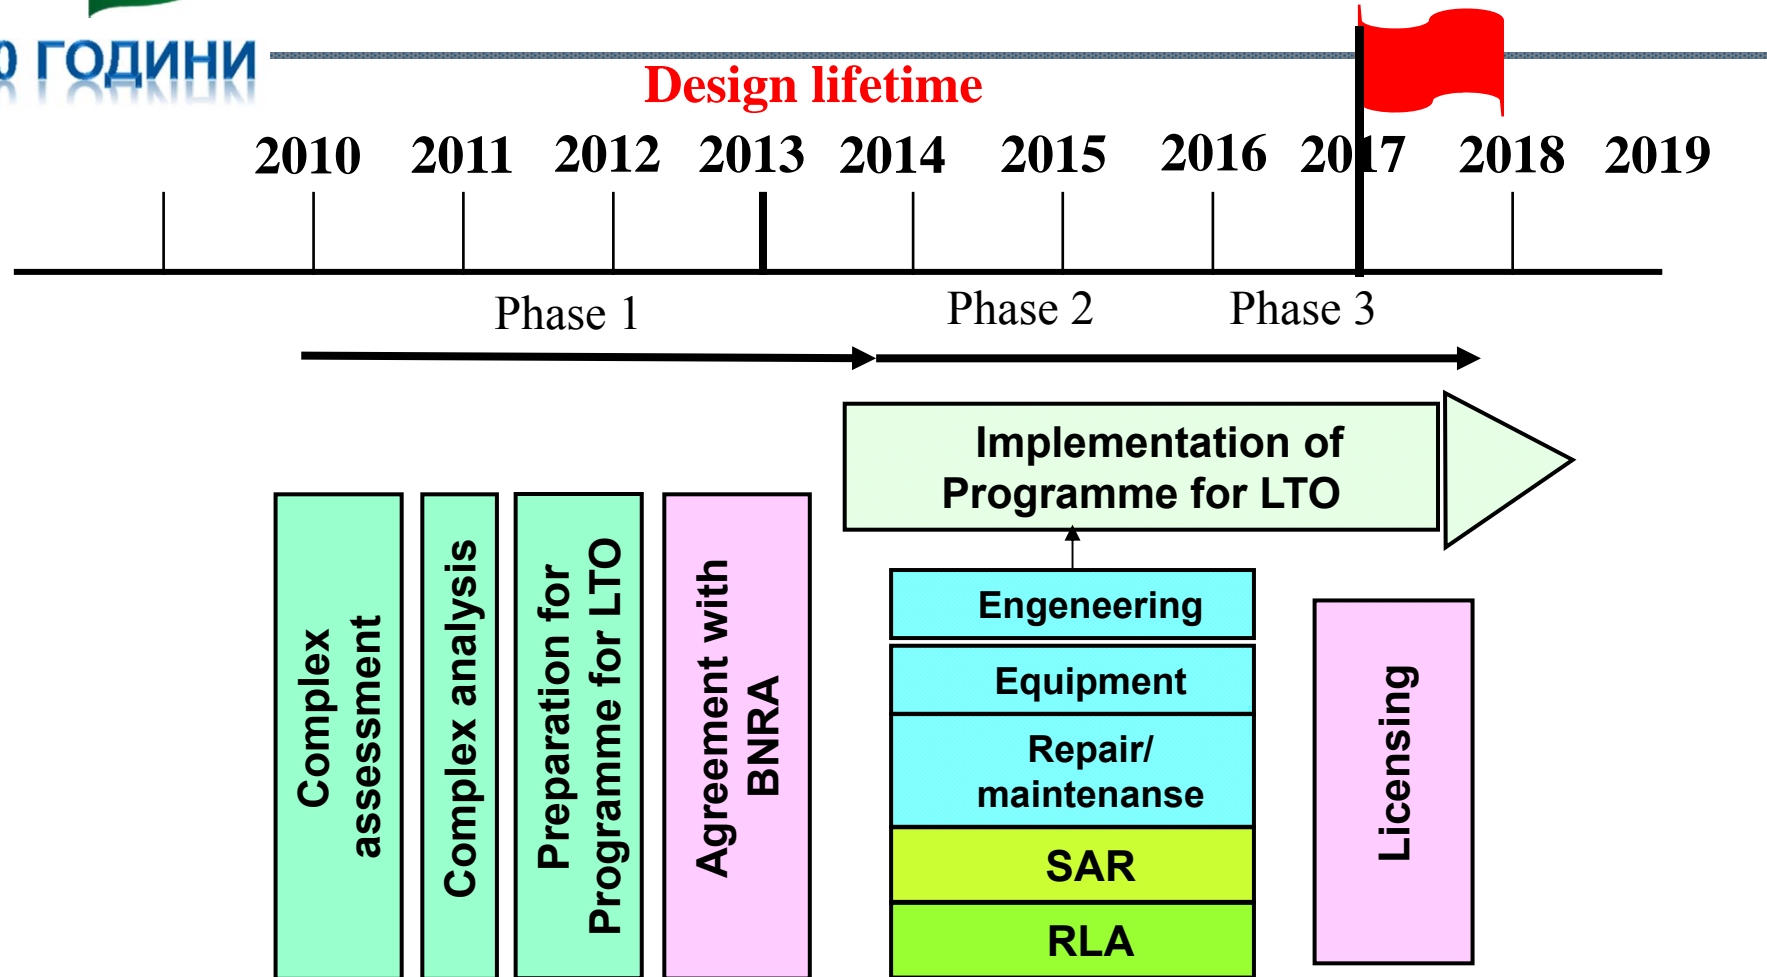 0 ГОДИНИ
Design lifetime
2010 2011 2012 2013 2014 2015 2016 2017 2018 2019
Phase 1 Phase 2 Phase 3
Implementation of
Programme for LTO
Complex
assessment
Complex analysis
Preparation for
Programme for LTO
Agreement with
BNRA
Engeneering
Equipment
Repair/
maintenanse
SAR
RLA
Licensing